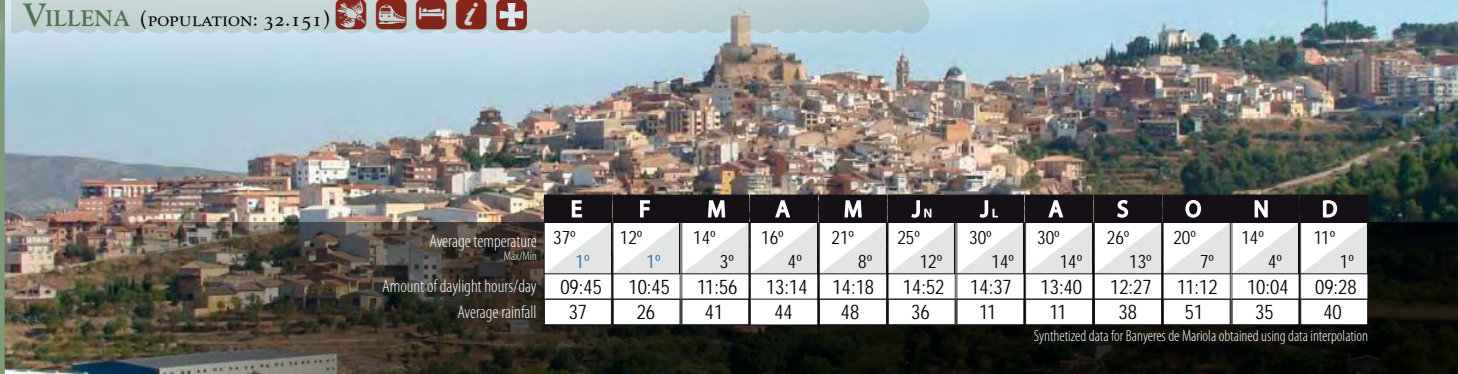 VILLENA (POPULATION: 32.151) i
E F M A M JN JL A S O N D
Average temperature 37º 12º 14º 16º 21º 25º 30º 30º 26º 20º 14º 11º
Máx/Mín 1º 1º 3º 4º 8º 12º 14º 14º 13º 7º 4º 1º
Amount of daylight hours/day 09:45 10:45 11:56 13:14 14:18 14:52 14:37 13:40 12:27 11:12 10:04 09:28
Average rainfall 37 26 41 44 48 36 11 11 38 51 35 40
Synthetized data for Banyeres de Mariola obtained using data interpolation